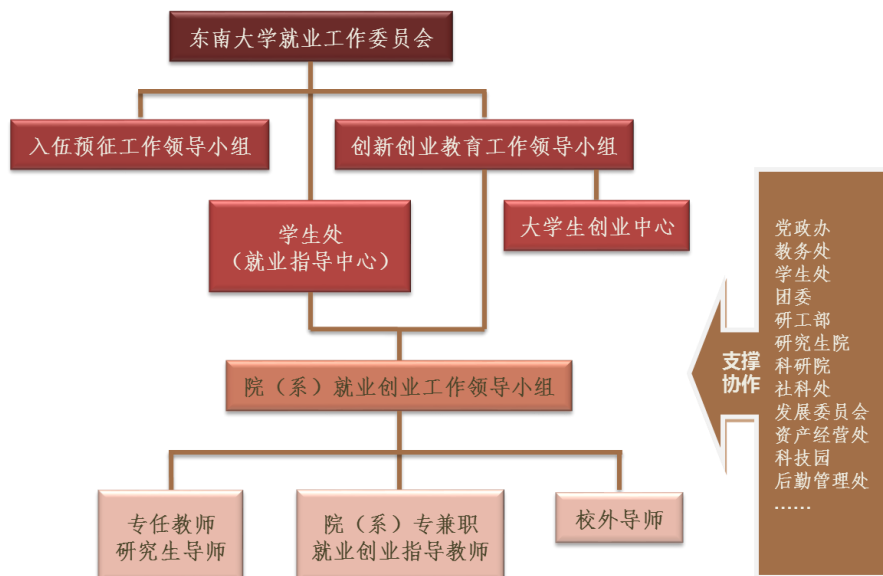 东南大学就业工作委员会
入伍预征工作领导小组
创新创业教育工作领导小组
学生处
（就业指导中心）
大学生创业中心
院（系）就业创业工作领导小组
专任教师
研究生导师
院（系）专兼职
就业创业指导教师
校外导师
支撑
协作
党政办
教务处
学生处
团委
研工部
研究生院
科研院
社科处
发展委员会
资产经营处
科技园
后勤管理处
……